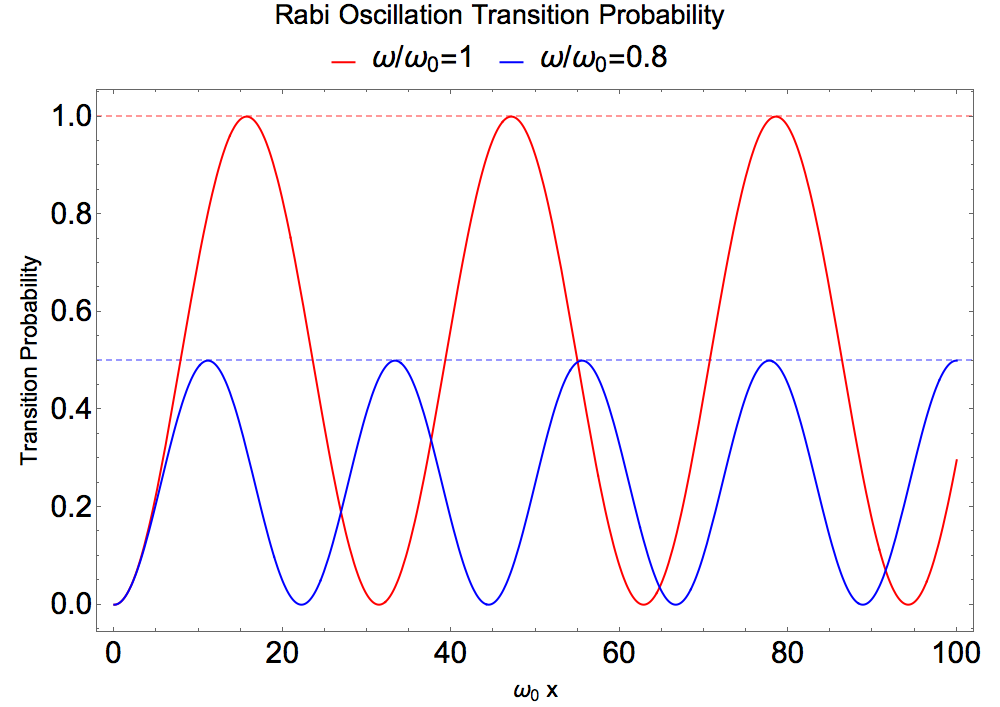 Rabi Oscillation Transition Probability
ω/ω₀=1 ω/ω₀=0.8
1.0
0.8
0.6
0.4
0.2
0.0
Transition Probability
0 20 40 60 80 100
ω₀ x